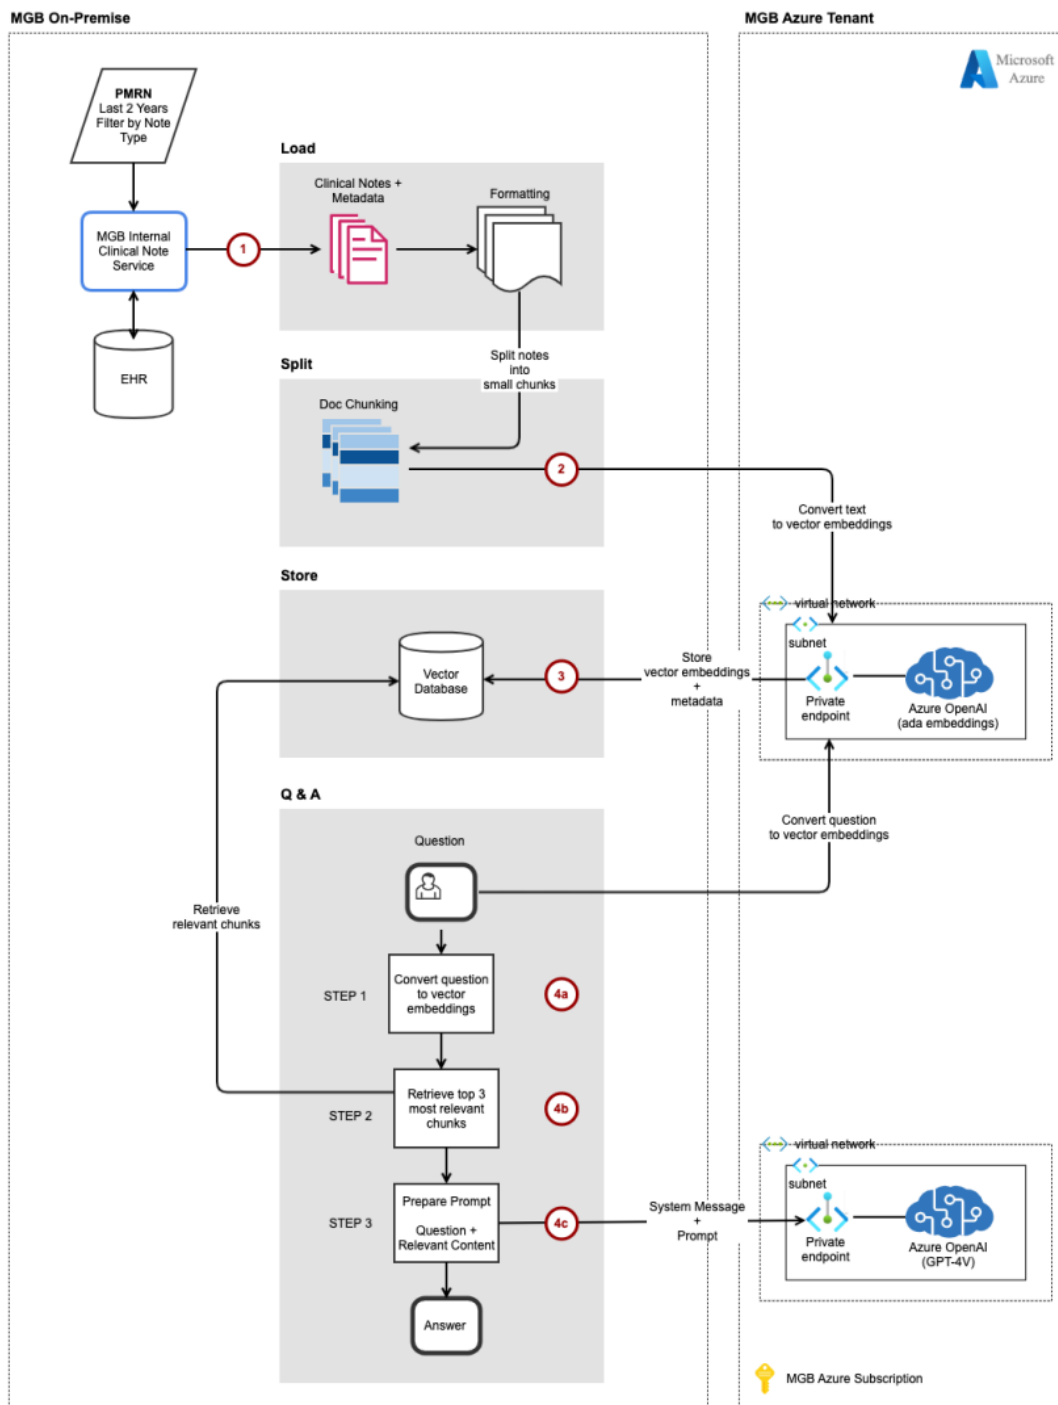 MGB On-Premise
MGB Azure Tenant
Microsoft
Azure
PMRN
Last 2 Years
Filter by Note
Type
Load
Clinical Notes +
Metadata
Formatting
MGB Internal
Clinical Note
Service
1
EHR
Split notes
into
small chunks
Split
Doc Chunking
2
Convert text
to vector embeddings
Store
Vector
Database
3
Store
vector embeddings
+
metadata
virtual network
subnet
Private
endpoint
Azure OpenAI
(ada embeddings)
Q & A
Question
Convert question
to vector embeddings
Retrieve
relevant chunks
STEP 1
Convert question
to vector
embeddings
4a
STEP 2
Retrieve top 3
most relevant
chunks
4b
STEP 3
Prepare Prompt
Question +
Relevant Content
4c
System Message
+
Prompt
virtual network
subnet
Private
endpoint
Azure OpenAI
(GPT-4V)
Answer
MGB Azure Subscription